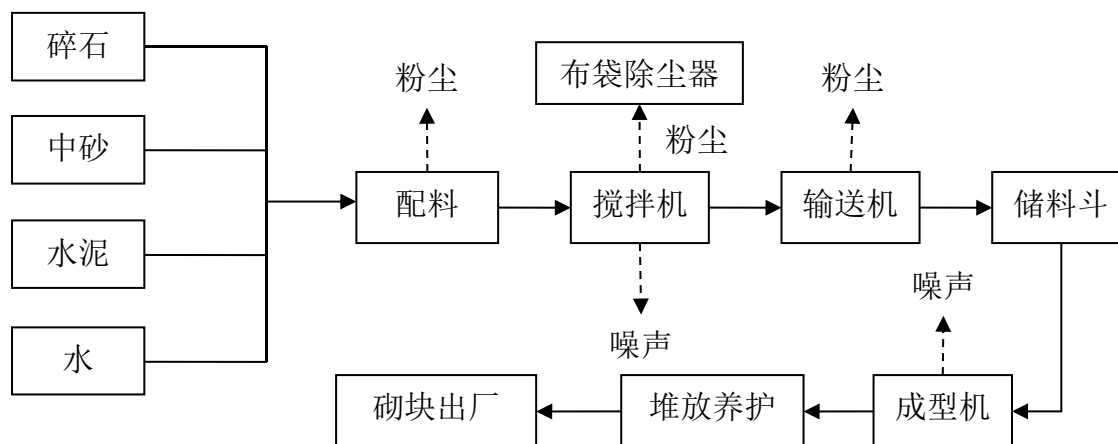 碎石
中砂
水泥
水
粉尘
布袋除尘器
粉尘
粉尘
配料
搅拌机
输送机
储料斗
噪声
噪声
砌块出厂
堆放养护
成型机